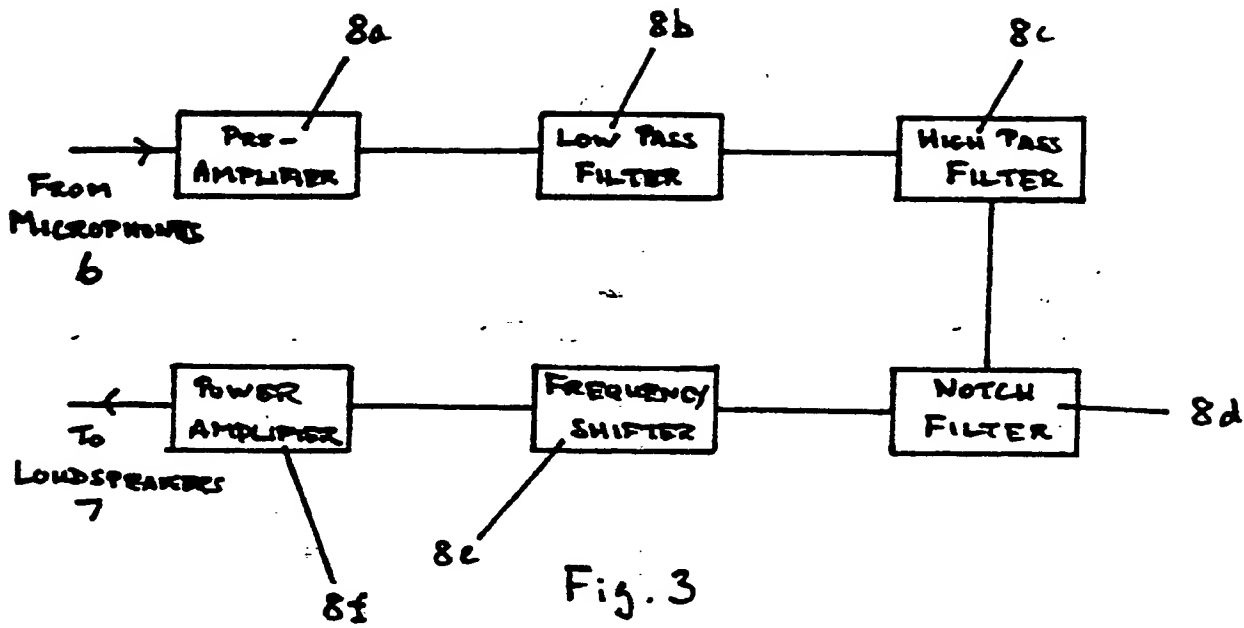 8a
8b
8c
PRE-
AMPLIFIER
LOW PASS
FILTER
HIGH PASS
FILTER
FROM
MICROPHONES
6
POWER
AMPLIFIER
FREQUENCY
SHIFTER
NOTCH
FILTER
8d
TO
LOUDSPEAKERS
7
8e
8f
Fig. 3